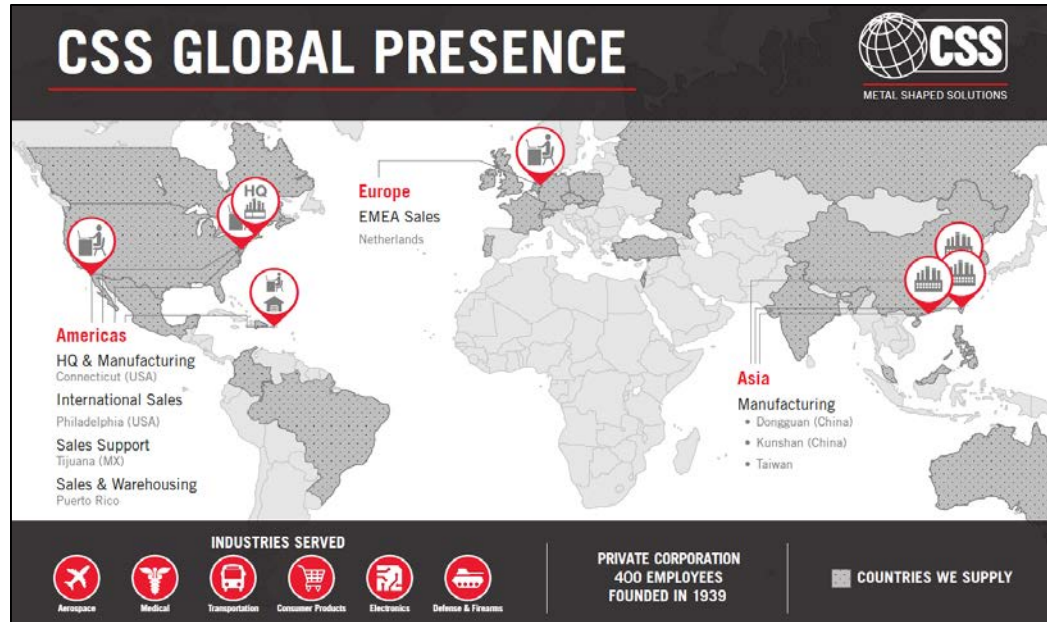 CSS GLOBAL PRESENCE
CSS
METAL SHAPED SOLUTIONS
HQ
Americas
HQ & Manufacturing
Connecticut (USA)
International Sales
Philadelphia (USA)
Sales Support
Tijuana (MX)
Sales & Warehousing
Puerto Rico
Europe
EMEA Sales
Netherlands
Asia
Manufacturing
• Dongguan (China)
• Kunshan (China)
• Taiwan
INDUSTRIES SERVED
Aerospace
Medical
Transportation
Consumer Products
Electronics
Defense & Firearms
PRIVATE CORPORATION
400 EMPLOYEES
FOUNDED IN 1939
COUNTRIES WE SUPPLY